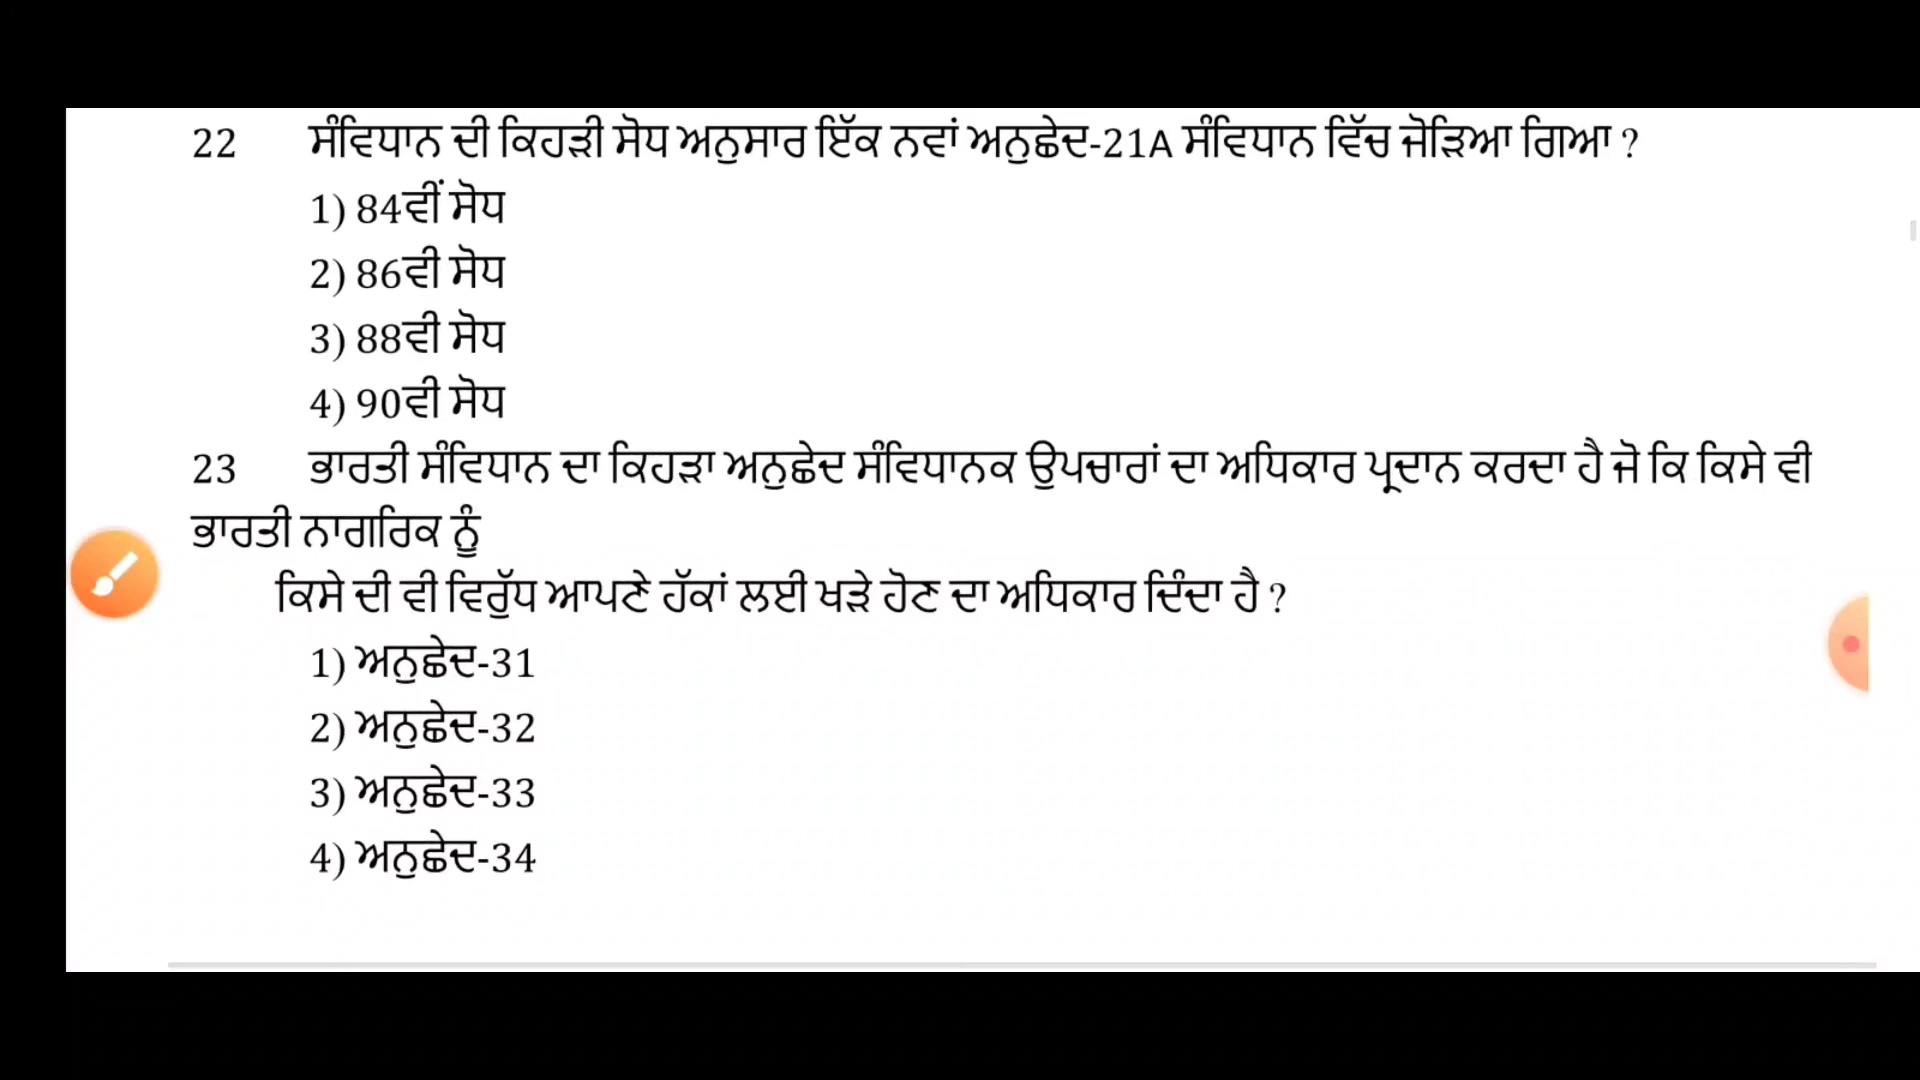 22 ਸੰਵਿਧਾਨ ਦੀ ਕਿਹੜੀ ਸੋਧ ਅਨੁਸਾਰ ਇੱਕ ਨਵਾਂ ਅਨੁਛੇਦ-21A ਸੰਵਿਧਾਨ ਵਿੱਚ ਜੋੜਿਆ ਗਿਆ ?
1) 84ਵੀਂ ਸੋਧ
2) 86ਵੀ ਸੋਧ
3) 88ਵੀ ਸੋਧ
4) 90ਵੀ ਸੋਧ
23 ਭਾਰਤੀ ਸੰਵਿਧਾਨ ਦਾ ਕਿਹੜਾ ਅਨੁਛੇਦ ਸੰਵਿਧਾਨਕ ਉਪਚਾਰਾਂ ਦਾ ਅਧਿਕਾਰ ਪ੍ਰਦਾਨ ਕਰਦਾ ਹੈ ਜੋ ਕਿ ਕਿਸੇ ਵੀ
ਭਾਰਤੀ ਨਾਗਰਿਕ ਨੂੰ
ਕਿਸੇ ਦੀ ਵੀ ਵਿਰੁੱਧ ਆਪਣੇ ਹੱਕਾਂ ਲਈ ਖੜੇ ਹੋਣ ਦਾ ਅਧਿਕਾਰ ਦਿੰਦਾ ਹੈ ?
1) ਅਨੁਛੇਦ-31
2) ਅਨੁਛੇਦ-32
3) ਅਨੁਛੇਦ-33
4) ਅਨੁਛੇਦ-34